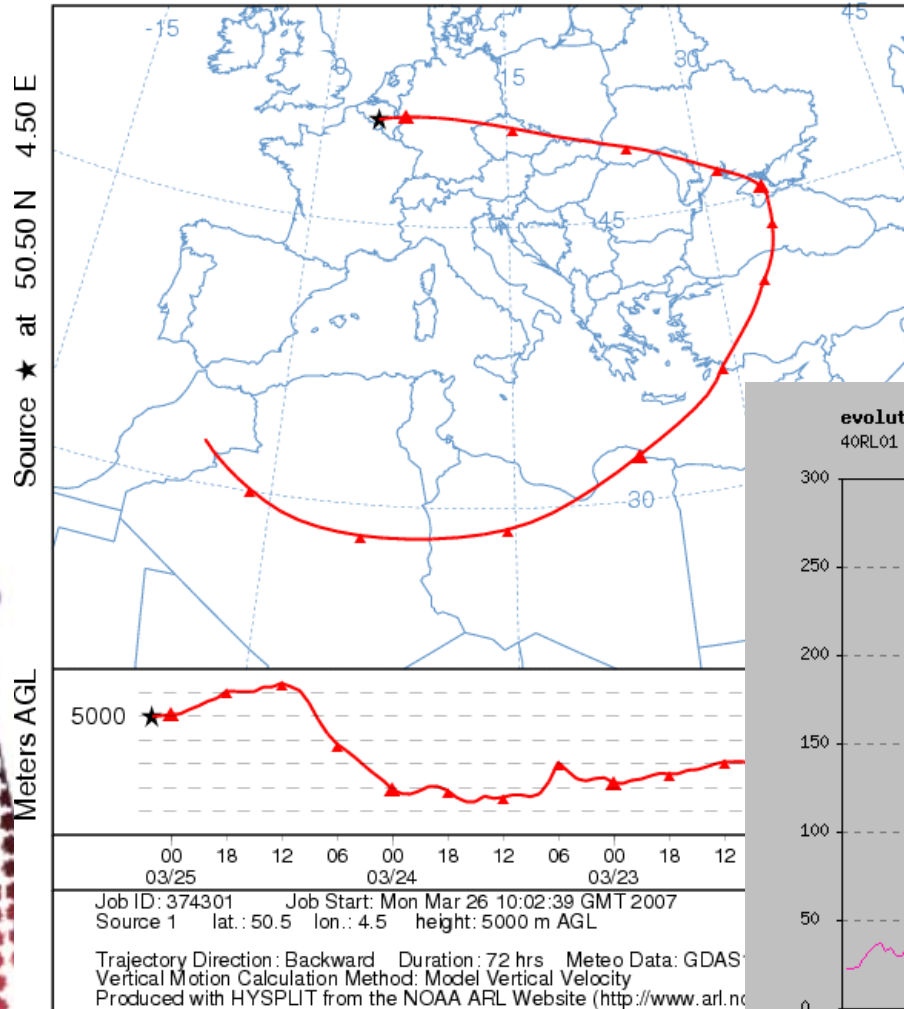 Source ★ at 50.50 N 4.50 E
-15
0
15
30
45
45
30
Meters AGL
5000
00 18 12 06 00 18 12 06 00 18 12
03/25 03/24 03/23
Job ID: 374301 Job Start: Mon Mar 26 10:02:39 GMT 2007
Source 1 lat.: 50.5 lon.: 4.5 height: 5000 m AGL
Trajectory Direction: Backward Duration: 72 hrs Meteo Data: GDAS
Vertical Motion Calculation Method: Model Vertical Velocity
Produced with HYSPLIT from the NOAA ARL Website (http://www.arl.no
evolut
40RL01
300
250
200
150
100
50
0